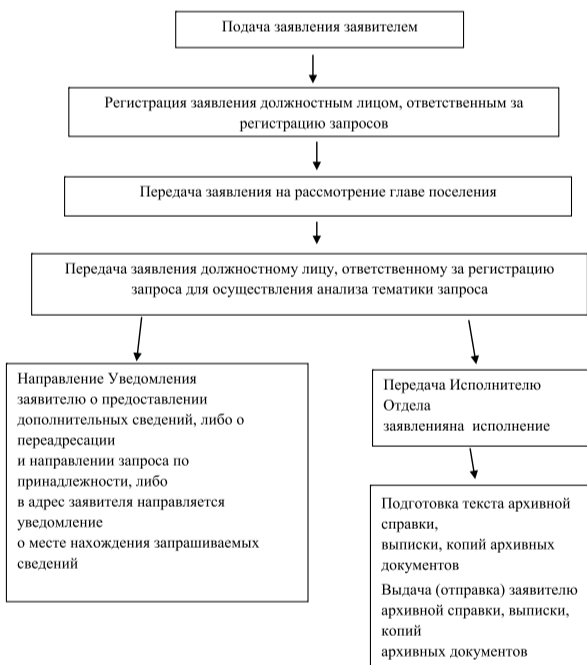 Подача заявления заявителем
Регистрация заявления должностным лицом, ответственным за
регистрацию запросов
Передача заявления на рассмотрение главе поселения
Передача заявления должностному лицу, ответственному за регистрацию
запроса для осуществления анализа тематики запроса
Направление Уведомления
заявителю о предоставлении
дополнительных сведений, либо о
переадресации
и направлении запроса по
принадлежности, либо
в адрес заявителя направляется
уведомление
о месте нахождения запрашиваемых
сведений
Передача Исполнителю
Отдела
заявленияна исполнение
Подготовка текста архивной
справки,
выписки, копий архивных
документов
Выдача (отправка) заявителю
архивной справки, выписки,
копий
архивных документов